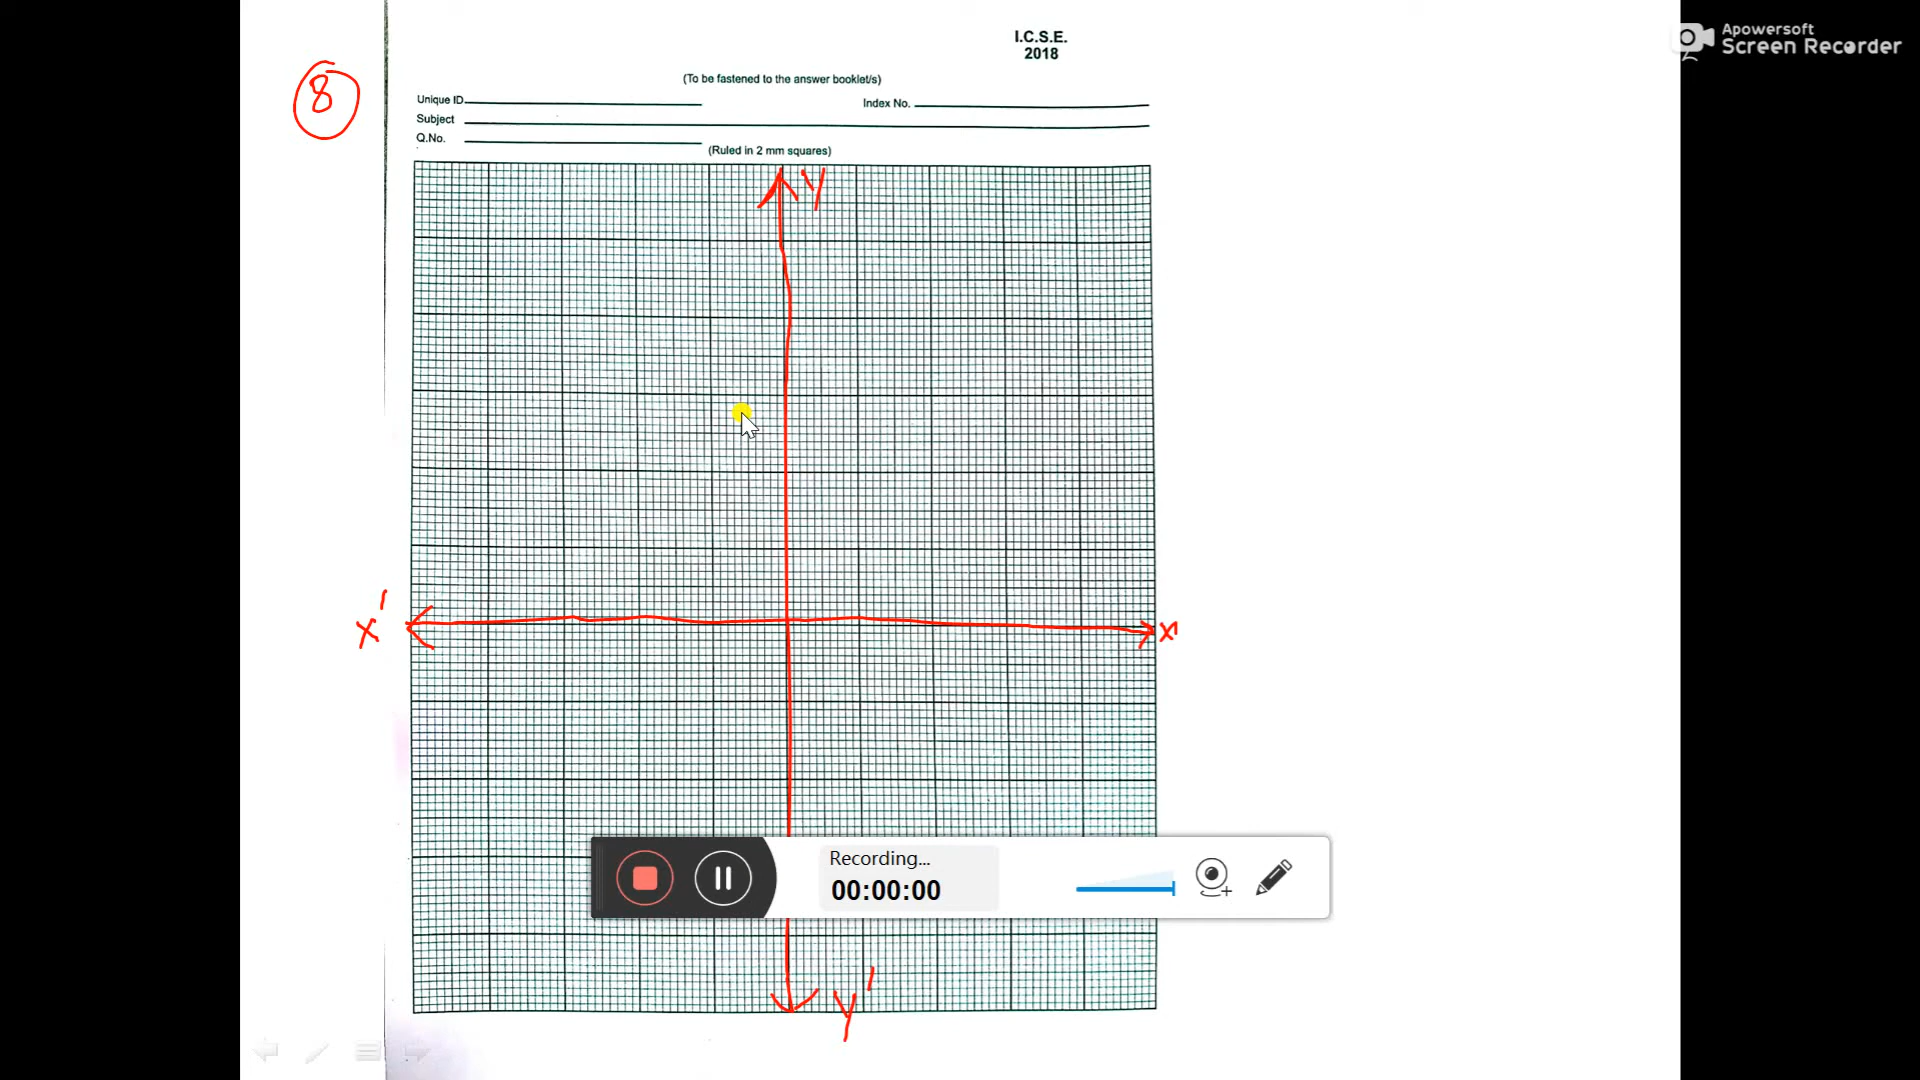 Apowersoft
Screen Recorder
I.C.S.E.
2018
8
(To be fastened to the answer booklet/s)
Unique ID
Index No.
Subject
Q.No.
(Ruled in 2 mm squares)
Y
X'
X
Recording...
00:00:00
Y'